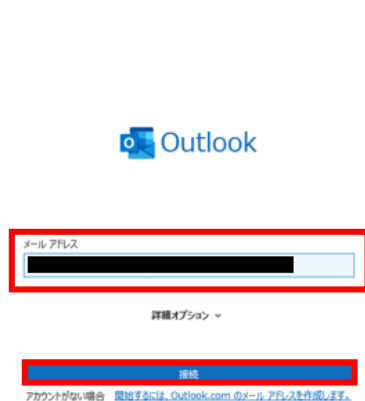 Outlook
メール アドレス
詳細オプション
接続
アカウントがない場合 開始するには、Outlook.com のメール アドレスを作成します。